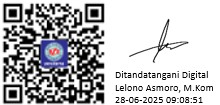 Ditandatangani Digital
Lelono Asmoro, M.Kom
28-06-2025 09:08:51